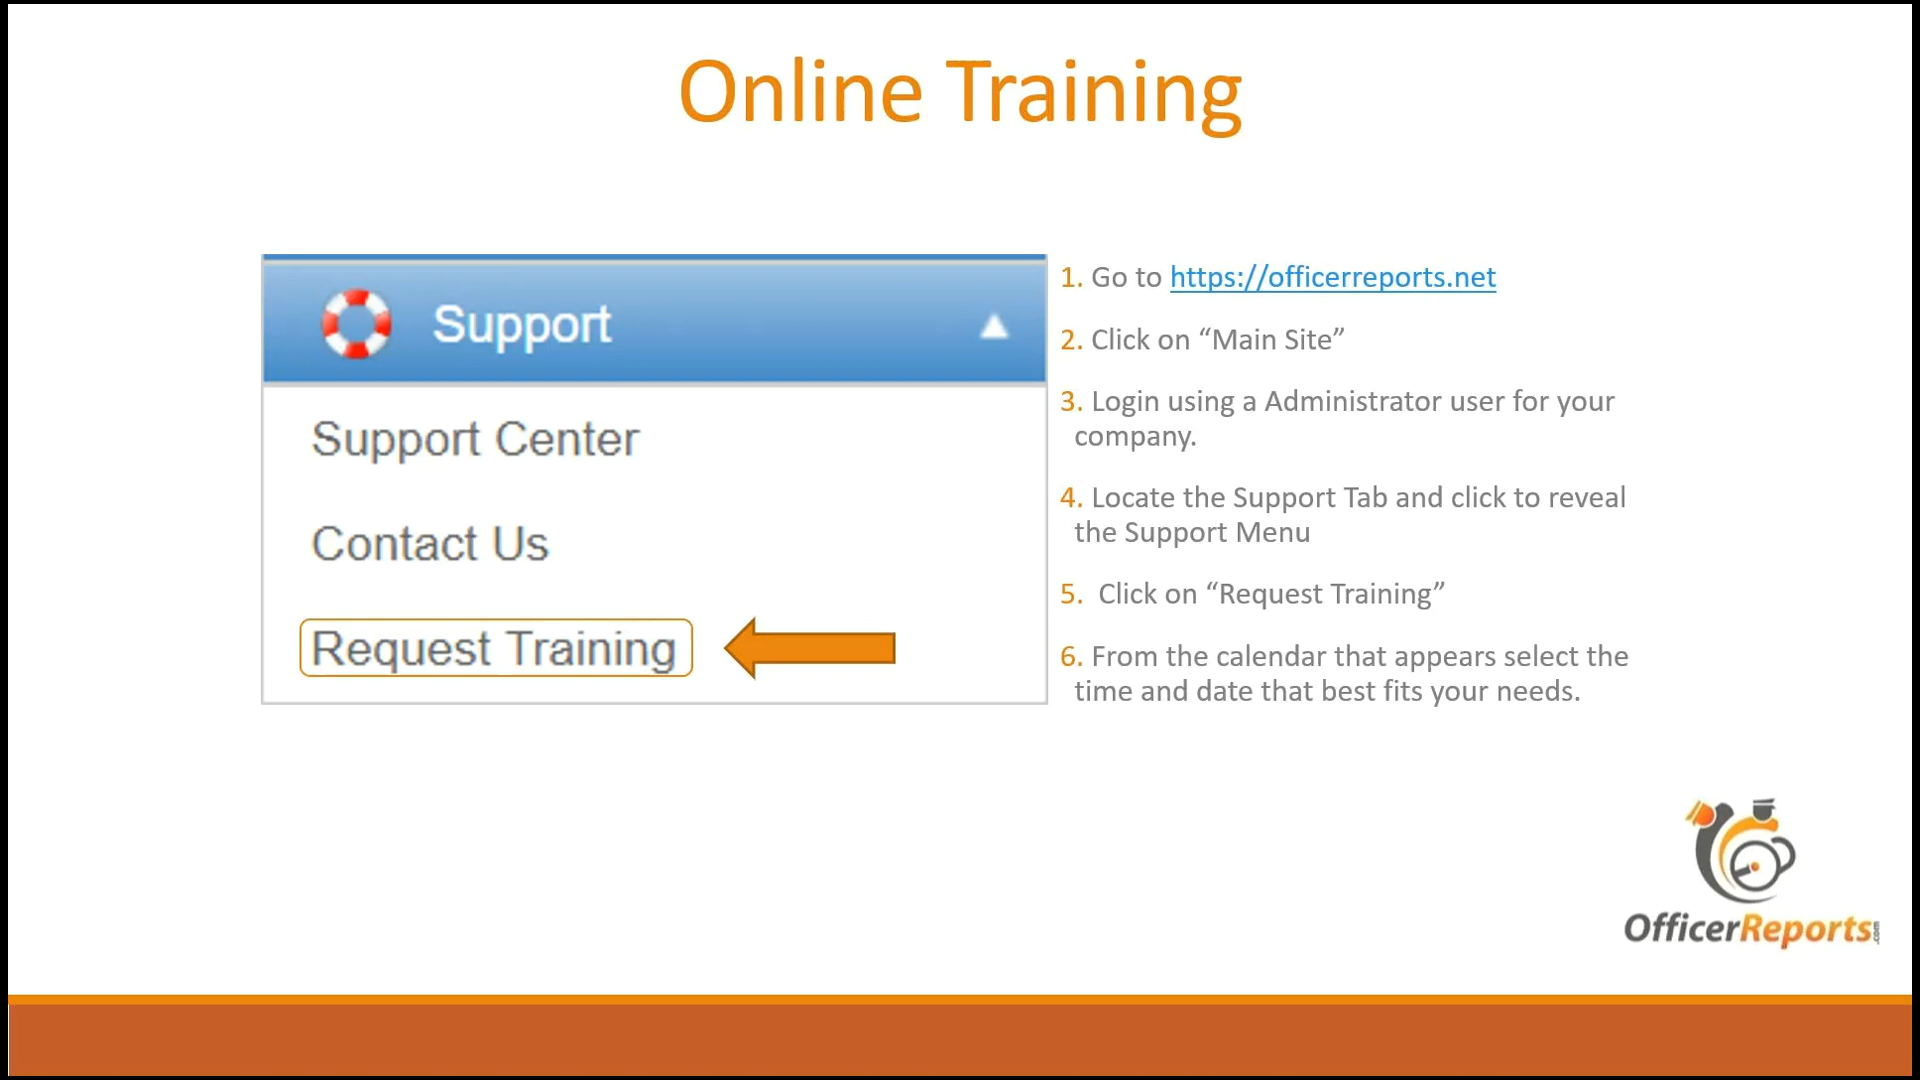 Online Training
Support
Support Center
Contact Us
Request Training
1. Go to https://officerreports.net
2. Click on “Main Site”
3. Login using a Administrator user for your
company.
4. Locate the Support Tab and click to reveal
the Support Menu
5. Click on “Request Training”
6. From the calendar that appears select the
time and date that best fits your needs.
OfficerReports.com